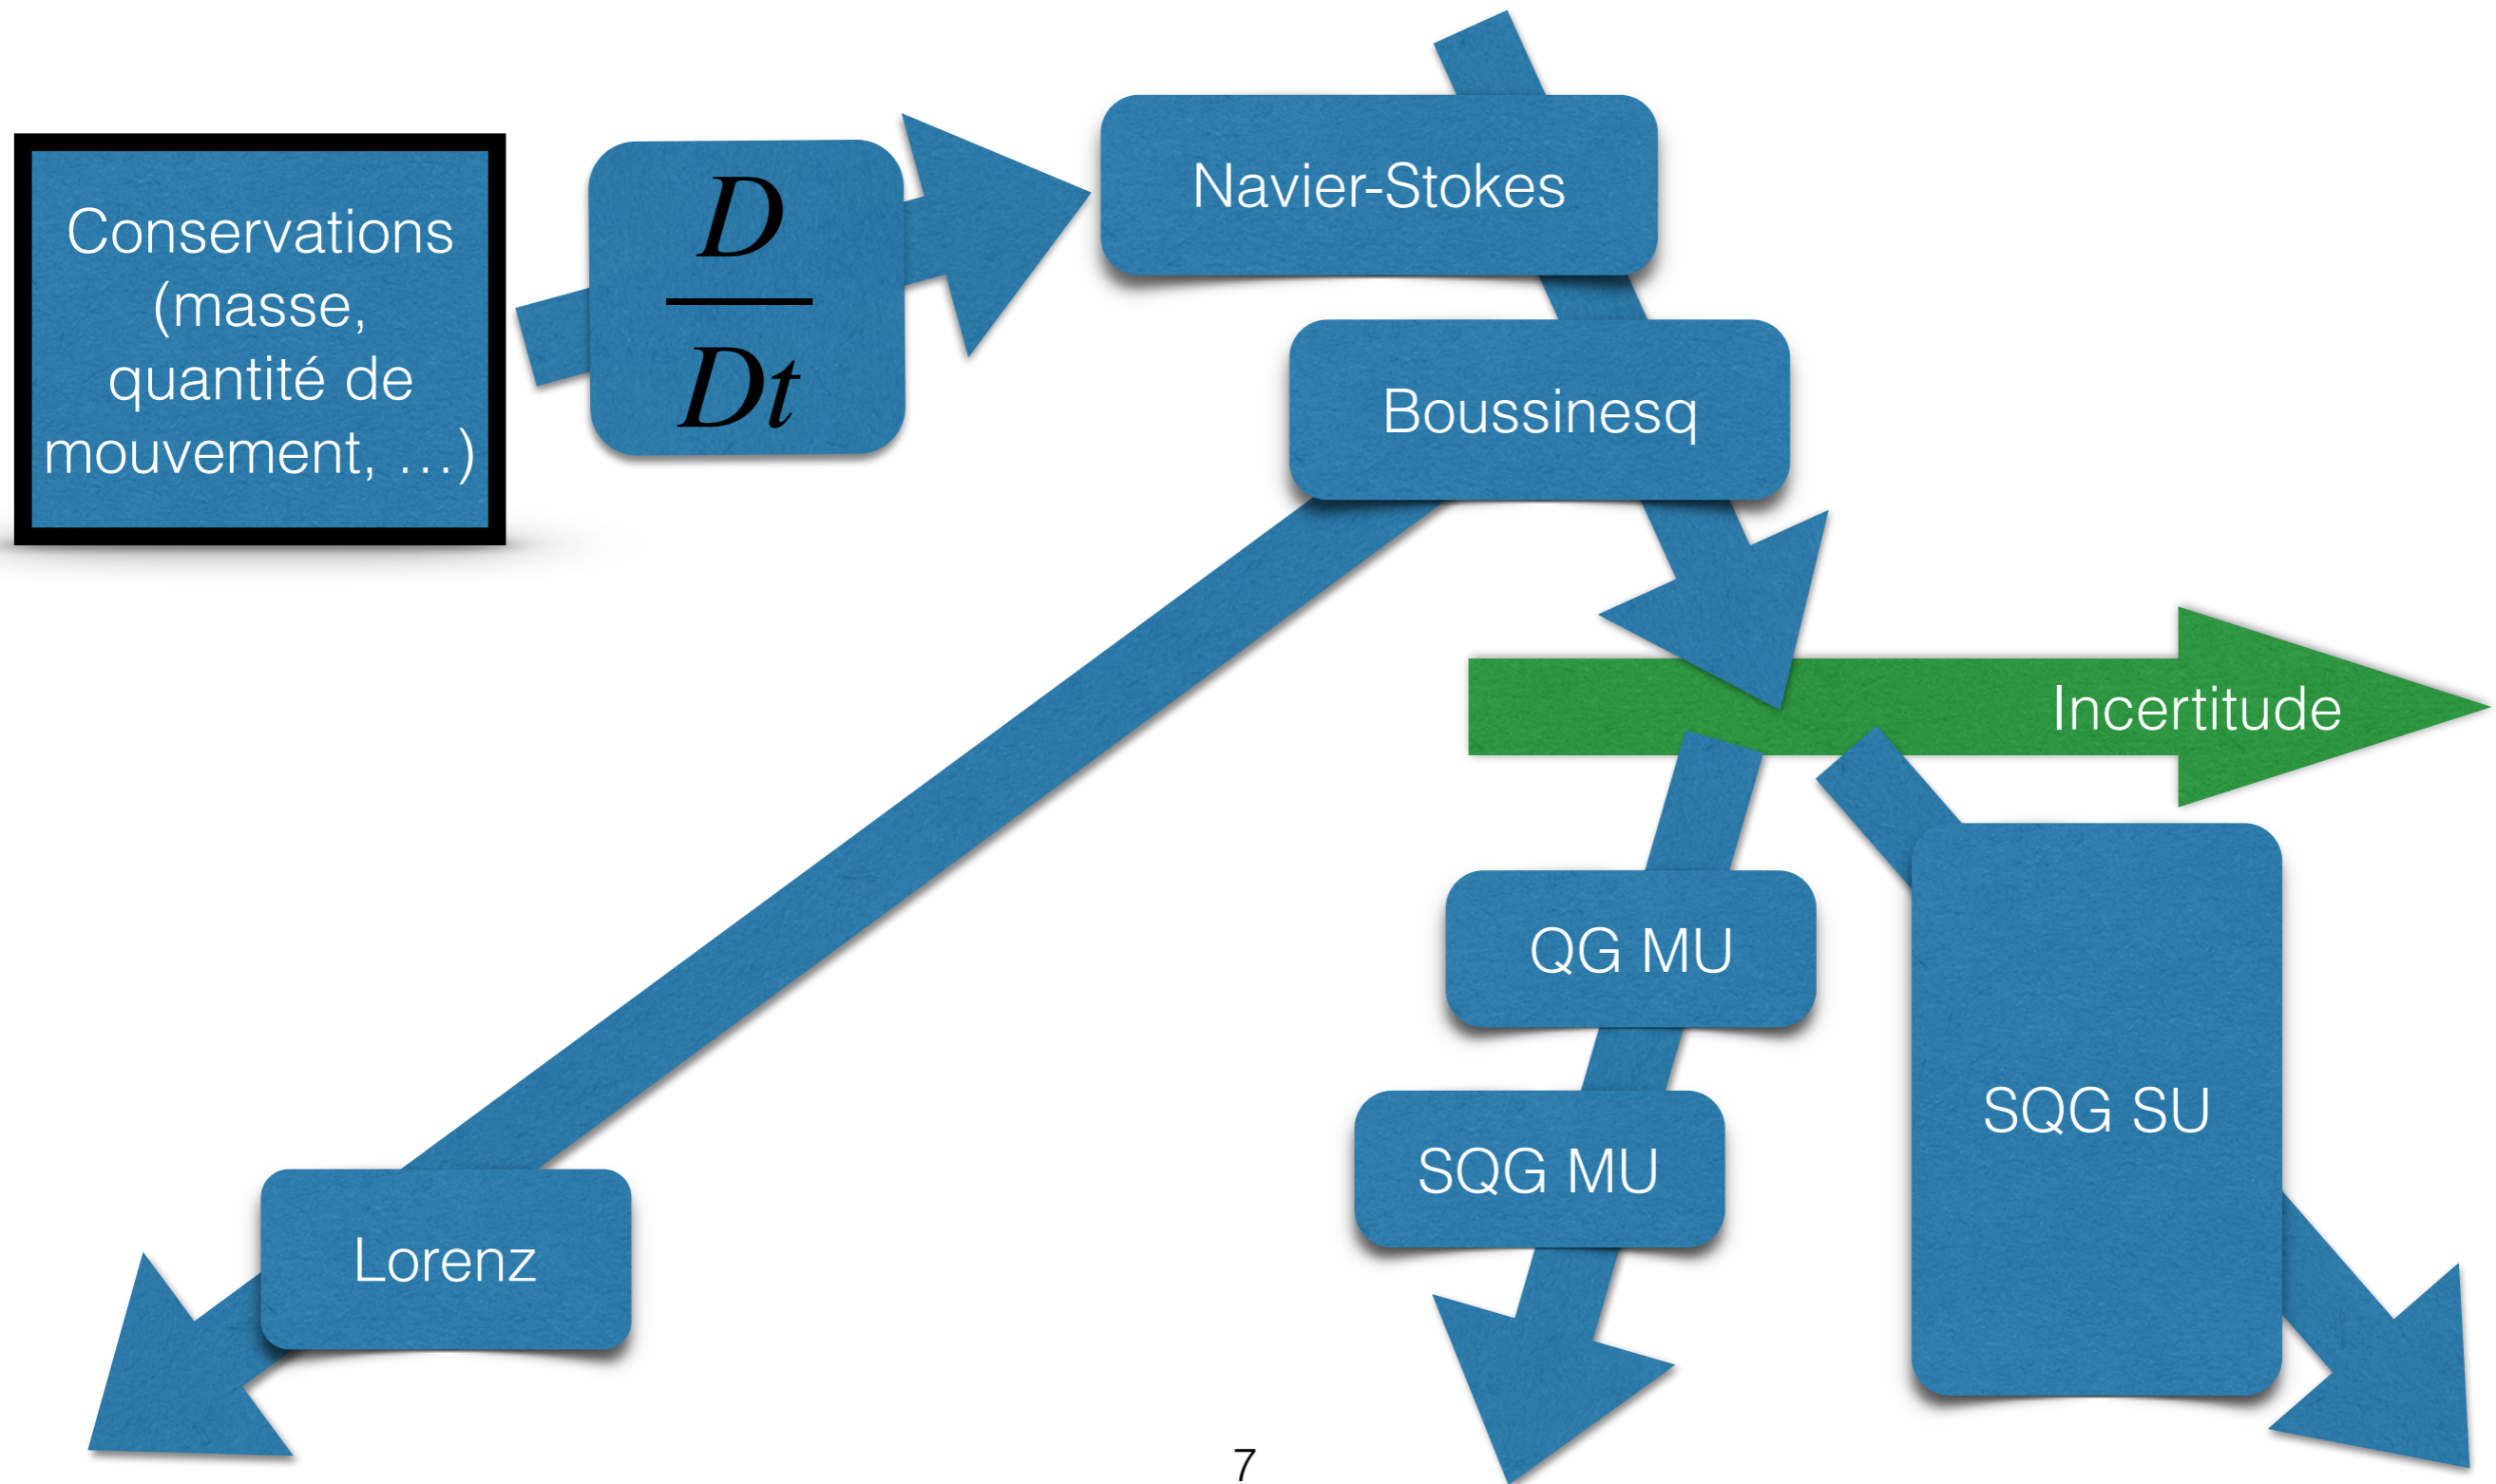 Conservations
(masse,
quantité de
mouvement, …)
D
Dt
Navier-Stokes
Boussinesq
Incertitude
QG MU
SQG MU
SQG SU
Lorenz
7